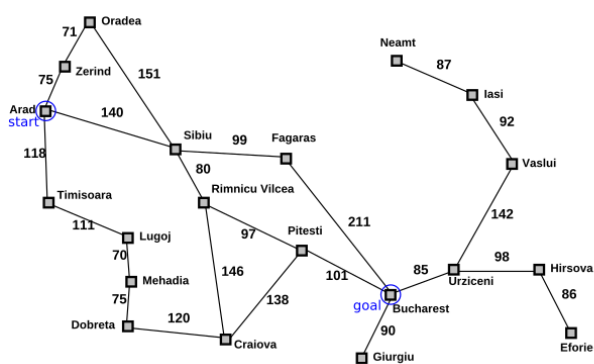 Oradea
71
Neamt
87
Zerind
75
151
Iasi
Arad
start
140
92
Sibiu
99
Fagaras
118
80
Vaslui
Timisoara
Rimnicu Vilcea
111
211
142
Lugoj
97
Pitesti
70
98
Hirsova
146
101
85
Mehadia
Urziceni
75
138
86
goal
Bucharest
120
90
Dobreta
Craiova
Eforie
Giurgiu